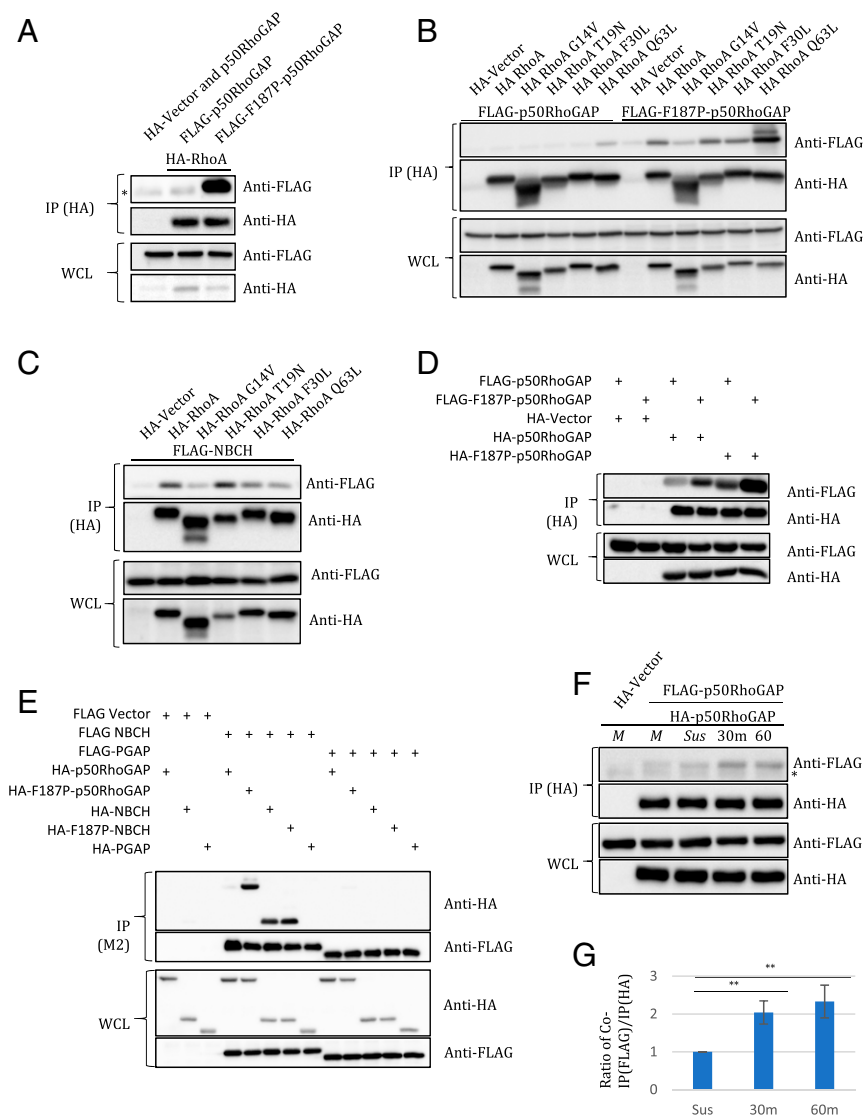 A
HA-Vector and p50RhoGAP
FLAG-p50RhoGAP
FLAG-F187P-p50RhoGAP
HA-RhoA
*
IP (HA)
Anti-FLAG
Anti-HA
WCL
Anti-FLAG
Anti-HA
B
HA-Vector
HA RhoA
HA RhoA G14V
HA RhoA T19N
HA RhoA F30L
HA RhoA Q63L
HA Vector
HA RhoA
HA RhoA G14V
HA RhoA T19N
HA RhoA F30L
HA RhoA Q63L
FLAG-p50RhoGAP FLAG-F187P-p50RhoGAP
IP (HA)
Anti-FLAG
Anti-HA
WCL
Anti-FLAG
Anti-HA
C
HA-Vector
HA-RhoA
HA-RhoA G14V
HA-RhoA T19N
HA-RhoA F30L
HA-RhoA Q63L
FLAG-NBCH
IP
(HA)
Anti-FLAG
Anti-HA
WCL
Anti-FLAG
Anti-HA
D
FLAG-p50RhoGAP + + +
FLAG-F187P-p50RhoGAP + + +
HA-Vector + +
HA-p50RhoGAP + +
HA-F187P-p50RhoGAP + +
IP
(HA)
Anti-FLAG
Anti-HA
WCL
Anti-FLAG
Anti-HA
E
FLAG Vector + + +
FLAG NBCH + + + + +
FLAG-PGAP + + + + +
HA-p50RhoGAP + + +
HA-F187P-p50RhoGAP + +
HA-NBCH + + +
HA-F187P-NBCH + +
HA-PGAP + + +
IP
(M2)
Anti-HA
Anti-FLAG
WCL
Anti-HA
Anti-FLAG
F
HA-Vector
FLAG-p50RhoGAP
HA-p50RhoGAP
M M Sus 30m 60
IP (HA)
Anti-FLAG
*
Anti-HA
WCL
Anti-FLAG
Anti-HA
G
Ratio of Co-
IP(FLAG)/IP(HA)
3
2
1
0
**
**
Sus 30m 60m